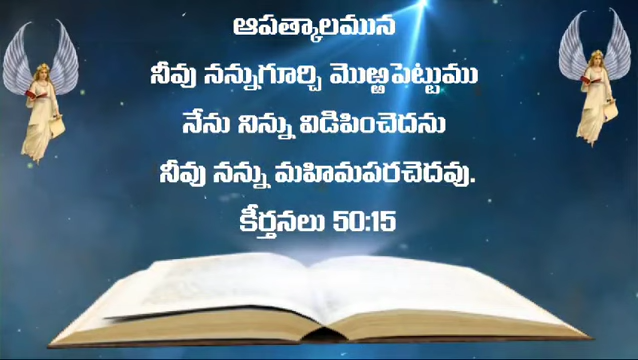 ఆపత్కాలమున
నీవు నన్నుగూర్చి మొఱ్ఱపెట్టుము
నేను నిన్ను విడిపించెదను
నీవు నన్ను మహిమపరచెదవు.
కీర్తనలు 50:15